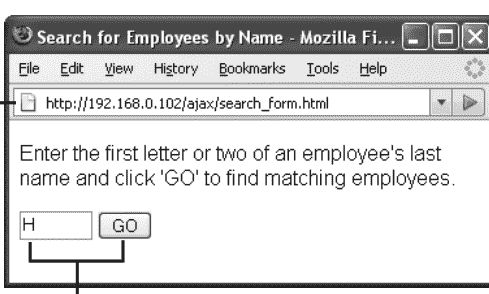 Search for Employees by Name - Mozilla Fi...
File Edit View History Bookmarks Tools Help
http://192.168.0.102/ajax/search_form.html
Enter the first letter or two of an employee's last
name and click 'GO' to find matching employees.
H GO